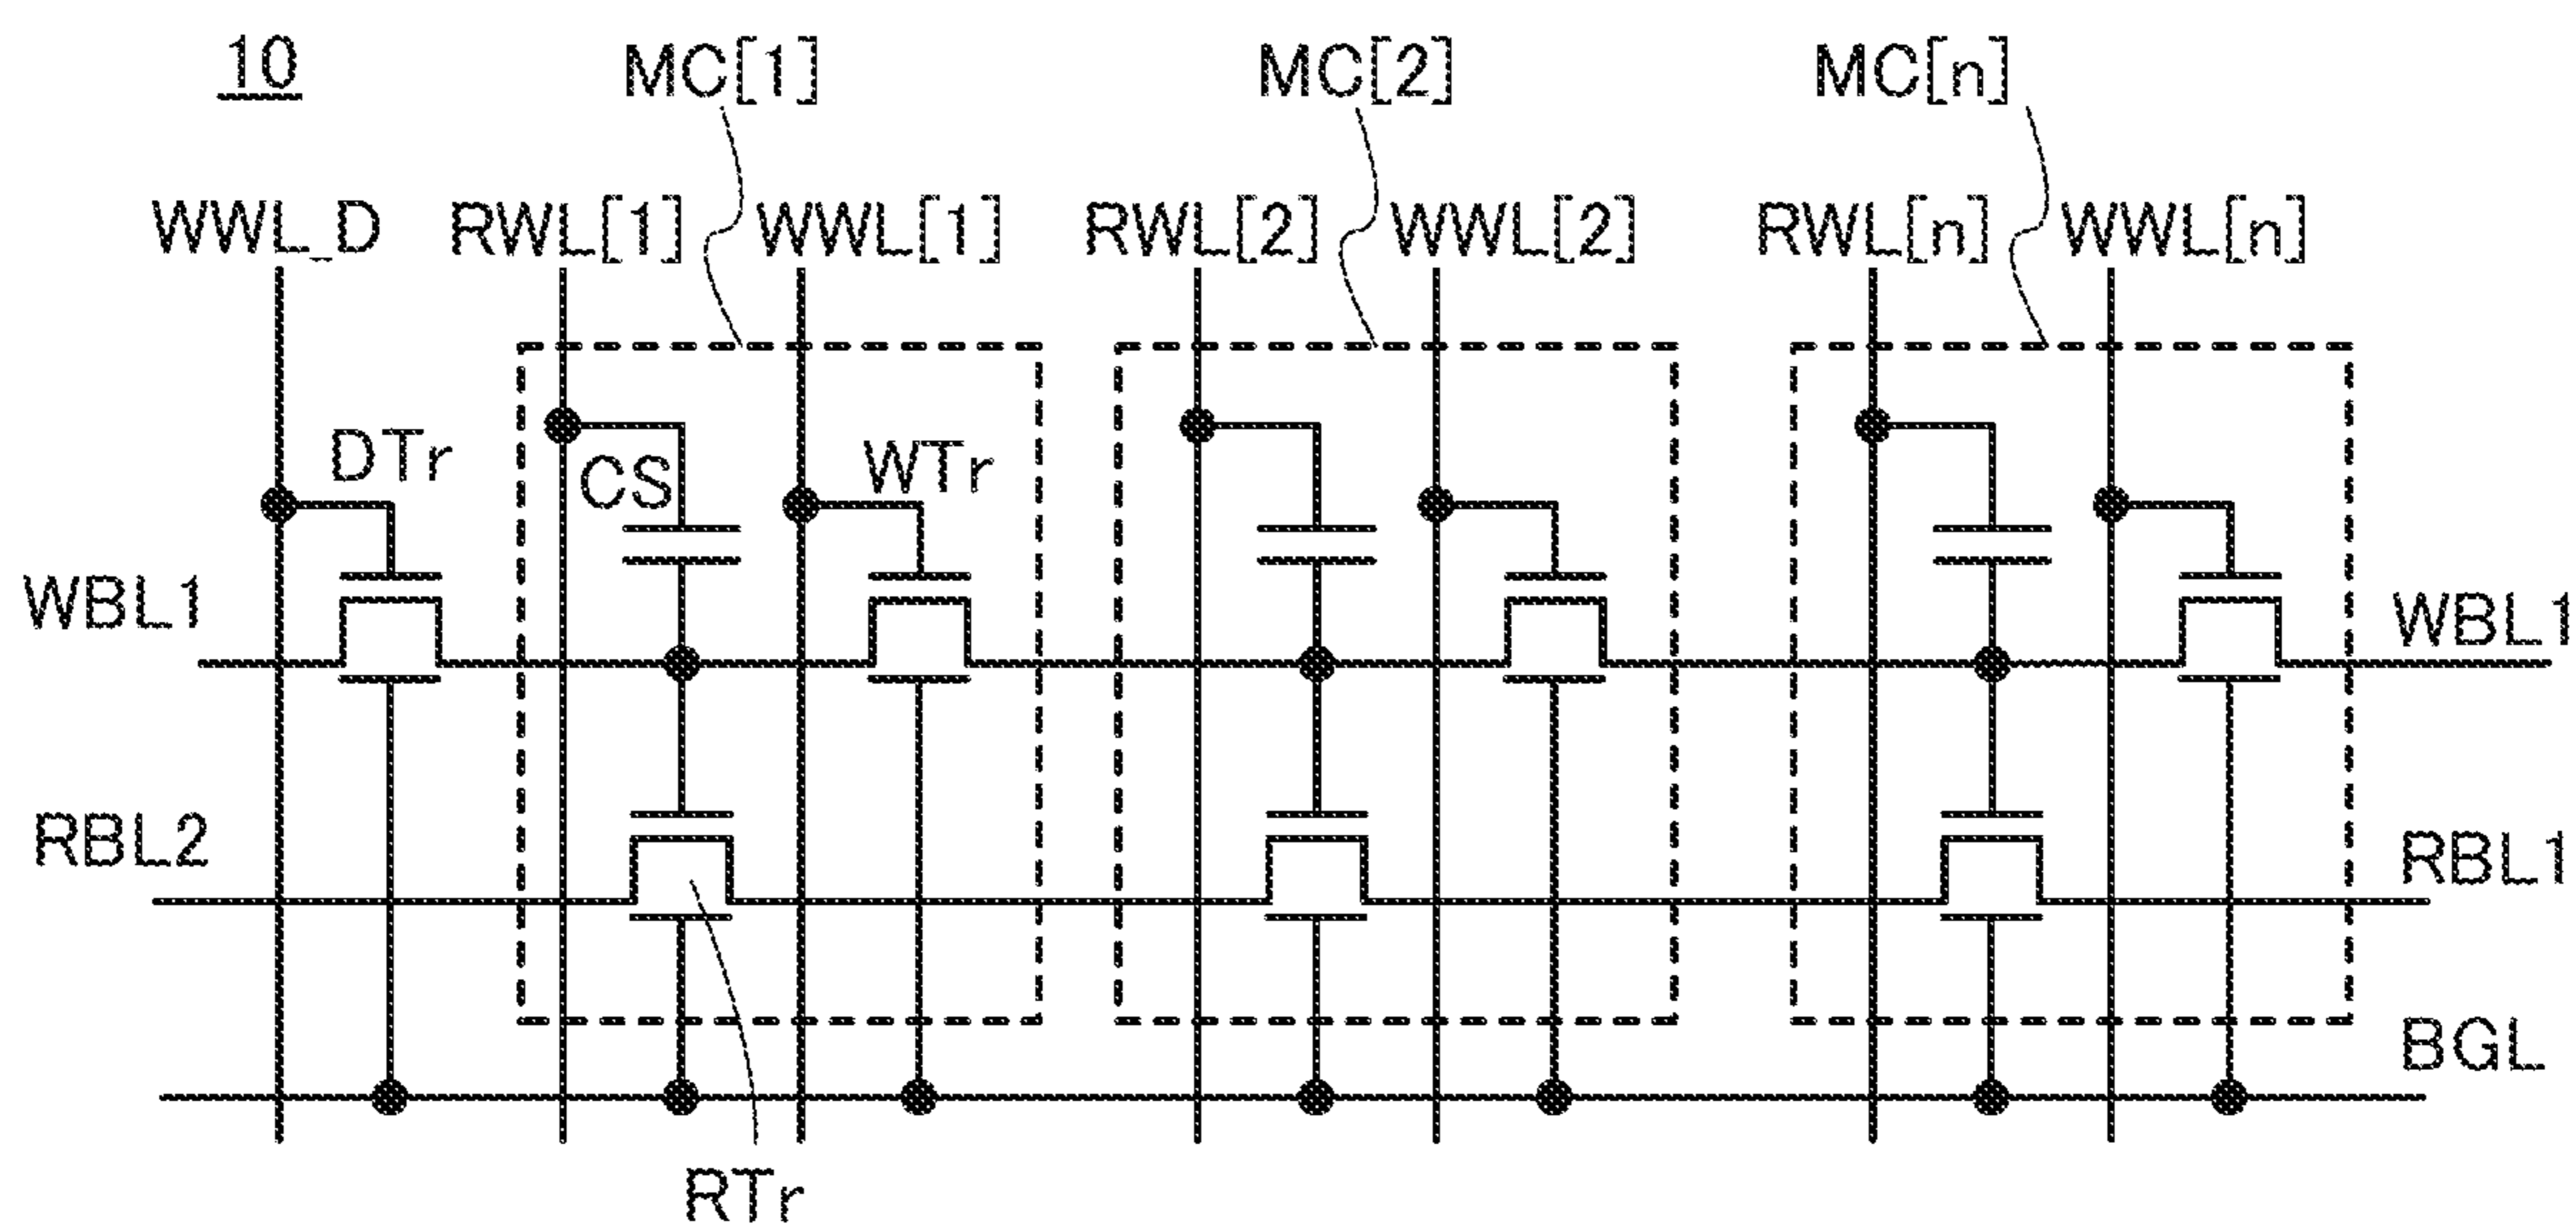 10 MC[1] MC[2] MC[n]
WWL_D RWL[1] WWL[1] RWL[2] WWL[2] RWL[n] WWL[n]
DTr CS WTr
WBL1 WBL1
RBL2 RBL1
BGL
RTr